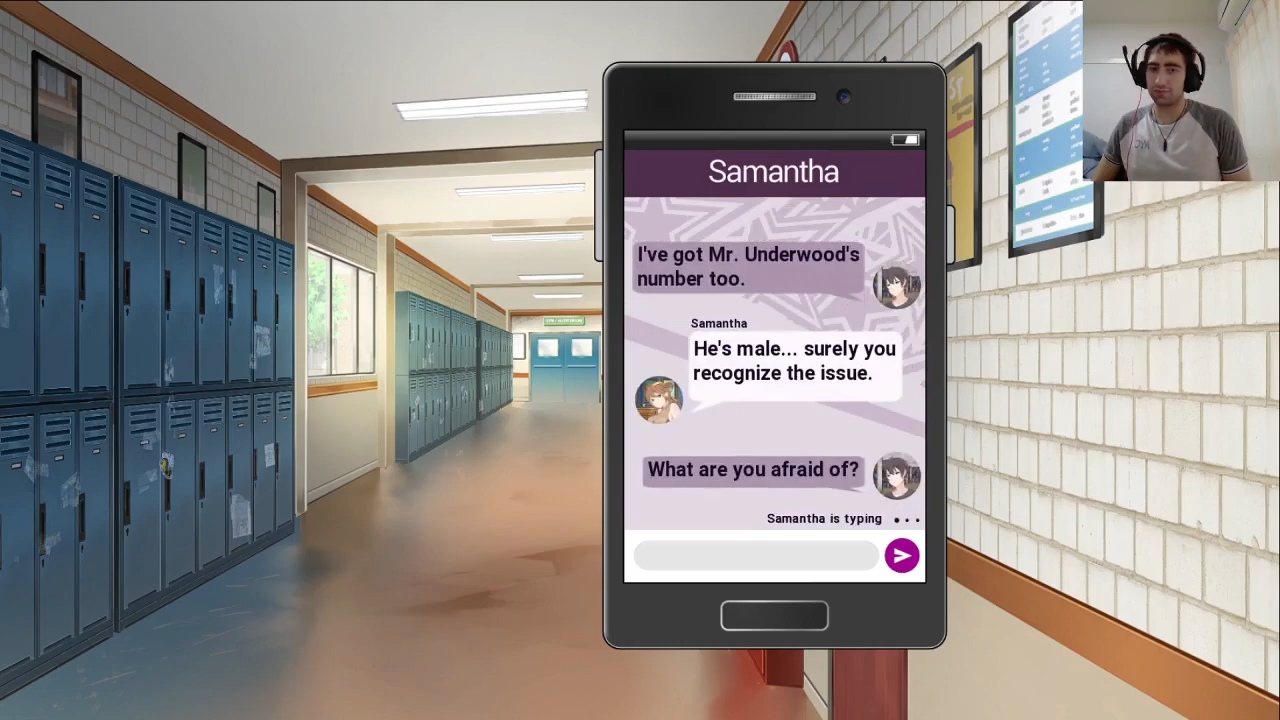 Samantha
I've got Mr. Underwood's
number too.
Samantha
He's male... surely you
recognize the issue.
What are you afraid of?
Samantha is typing • • •